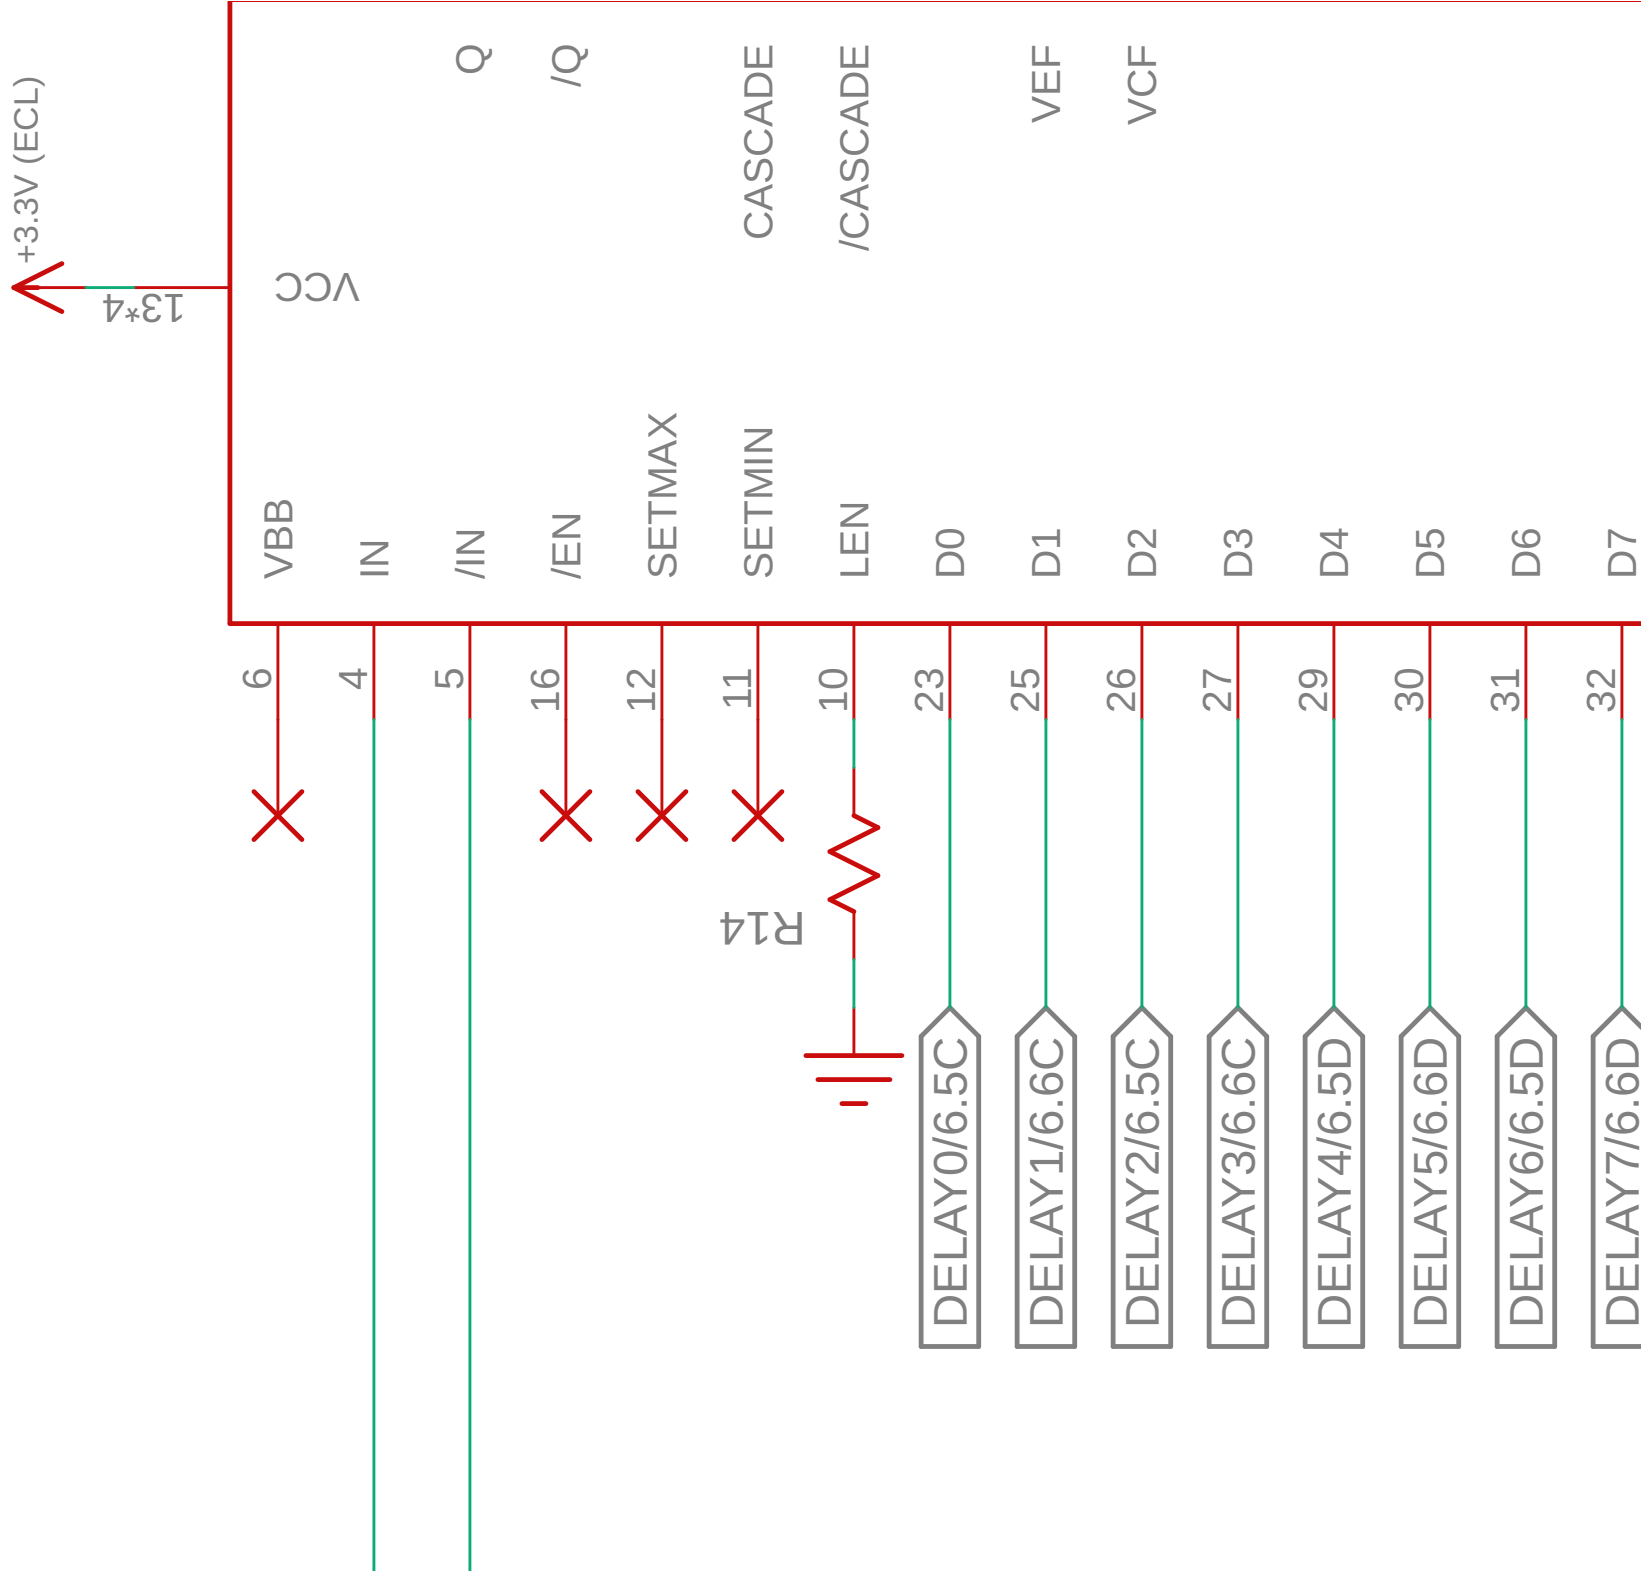 +3.3V (ECL)
13*4
VCC
Q
/Q
CASCADE
/CASCADE
VEF
VCF
VBB
IN
/IN
/EN
SETMAX
SETMIN
LEN
D0
D1
D2
D3
D4
D5
D6
D7
6
4
5
16
12
11
10
23
25
26
27
29
30
31
32
R14
DELAY0/6.5C
DELAY1/6.6C
DELAY2/6.5C
DELAY3/6.6C
DELAY4/6.5D
DELAY5/6.6D
DELAY6/6.5D
DELAY7/6.6D